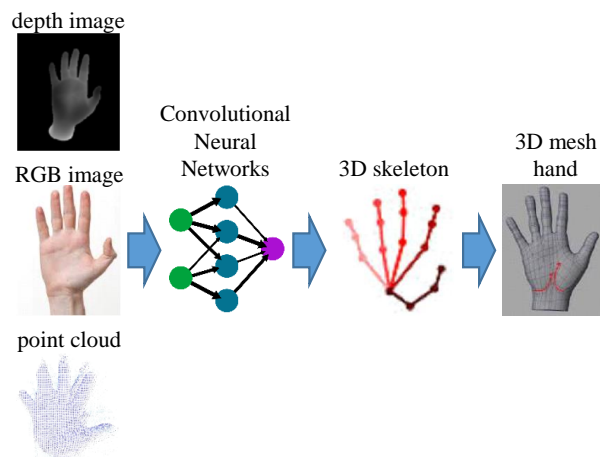 depth image
RGB image
point cloud
Convolutional
Neural
Networks
3D skeleton
3D mesh
hand